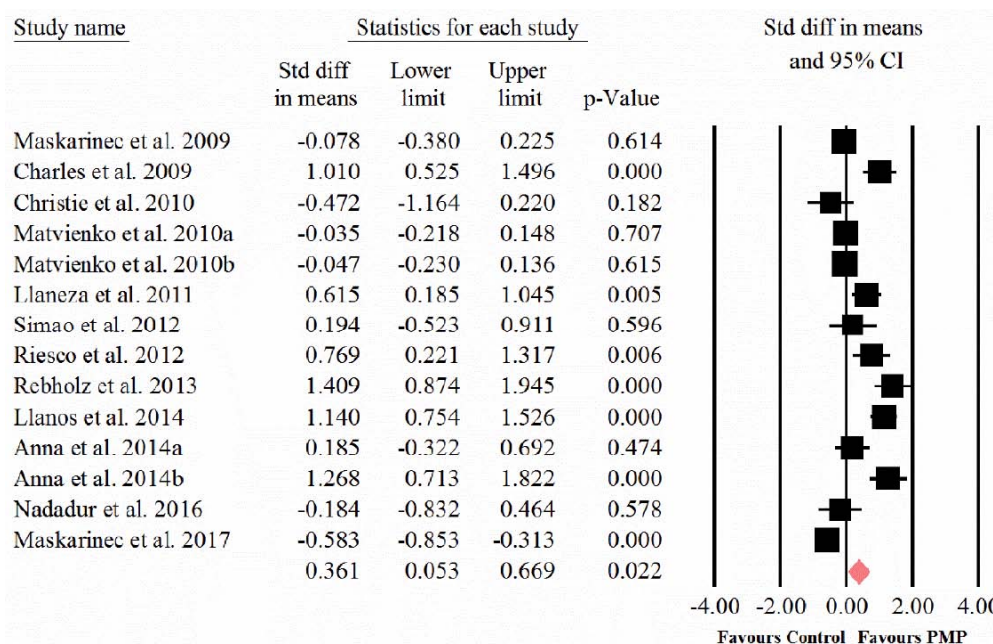 Study name Statistics for each study Std diff in means
and 95% CI
Std diff in means Lower limit Upper limit p-Value
Maskarinec et al. 2009 -0.078 -0.380 0.225 0.614
Charles et al. 2009 1.010 0.525 1.496 0.000
Christie et al. 2010 -0.472 -1.164 0.220 0.182
Matvienko et al. 2010a -0.035 -0.218 0.148 0.707
Matvienko et al. 2010b -0.047 -0.230 0.136 0.615
Llaneza et al. 2011 0.615 0.185 1.045 0.005
Simao et al. 2012 0.194 -0.523 0.911 0.596
Riesco et al. 2012 0.769 0.221 1.317 0.006
Rebholz et al. 2013 1.409 0.874 1.945 0.000
Llanos et al. 2014 1.140 0.754 1.526 0.000
Anna et al. 2014a 0.185 -0.322 0.692 0.474
Anna et al. 2014b 1.268 0.713 1.822 0.000
Nadadur et al. 2016 -0.184 -0.832 0.464 0.578
Maskarinec et al. 2017 -0.583 -0.853 -0.313 0.000
0.361 0.053 0.669 0.022
-4.00 -2.00 0.00 2.00 4.00
Favours Control Favours PMP